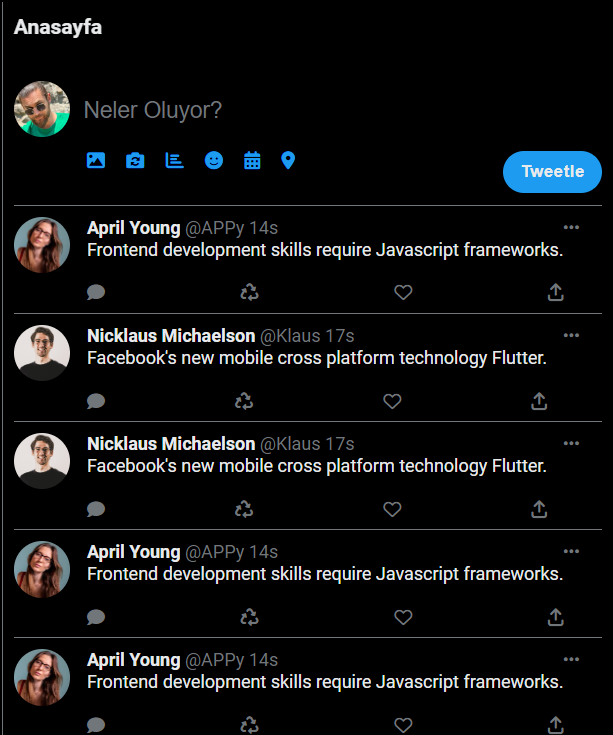 Anasayfa
Neler Oluyor?
Tweetle
April Young @APPy 14s
Frontend development skills require Javascript frameworks.
Nicklaus Michaelson @Klaus 17s
Facebook's new mobile cross platform technology Flutter.
Nicklaus Michaelson @Klaus 17s
Facebook's new mobile cross platform technology Flutter.
April Young @APPy 14s
Frontend development skills require Javascript frameworks.
April Young @APPy 14s
Frontend development skills require Javascript frameworks.